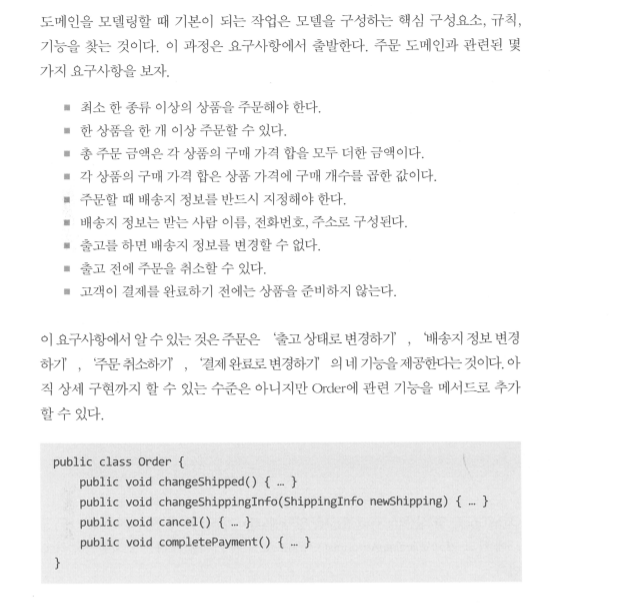 도메인을 모델링할 때 기본이 되는 작업은 모델을 구성하는 핵심 구성요소, 규칙,
기능을 찾는 것이다. 이 과정은 요구사항에서 출발한다. 주문 도메인과 관련된 몇
가지 요구사항을 보자.
■ 최소 한 종류 이상의 상품을 주문해야 한다.
■ 한 상품을 한 개 이상 주문할 수 있다.
■ 총 주문 금액은 각 상품의 구매 가격 합을 모두 더한 금액이다.
■ 각 상품의 구매 가격 합은 상품 가격에 구매 개수를 곱한 값이다.
■ 주문할 때 배송지 정보를 반드시 지정해야 한다.
■ 배송지 정보는 받는 사람 이름, 전화번호, 주소로 구성된다.
■ 출고를 하면 배송지 정보를 변경할 수 없다.
■ 출고 전에 주문을 취소할 수 있다.
■ 고객이 결제를 완료하기 전에는 상품을 준비하지 않는다.
이 요구사항에서 알 수 있는 것은 주문은 ‘출고 상태로 변경하기’, ‘배송지 정보 변경
하기’, ‘주문 취소하기’, ‘결제 완료로 변경하기’의 네 기능을 제공한다는 것이다. 아
직 상세 구현까지 할 수 있는 수준은 아니지만 Order에 관련 기능을 메서드로 추가
할 수 있다.
public class Order {
    public void changeShipped() { … }
    public void changeShippingInfo(ShippingInfo newShipping) { … }
    public void cancel() { … }
    public void completePayment() { … }
}